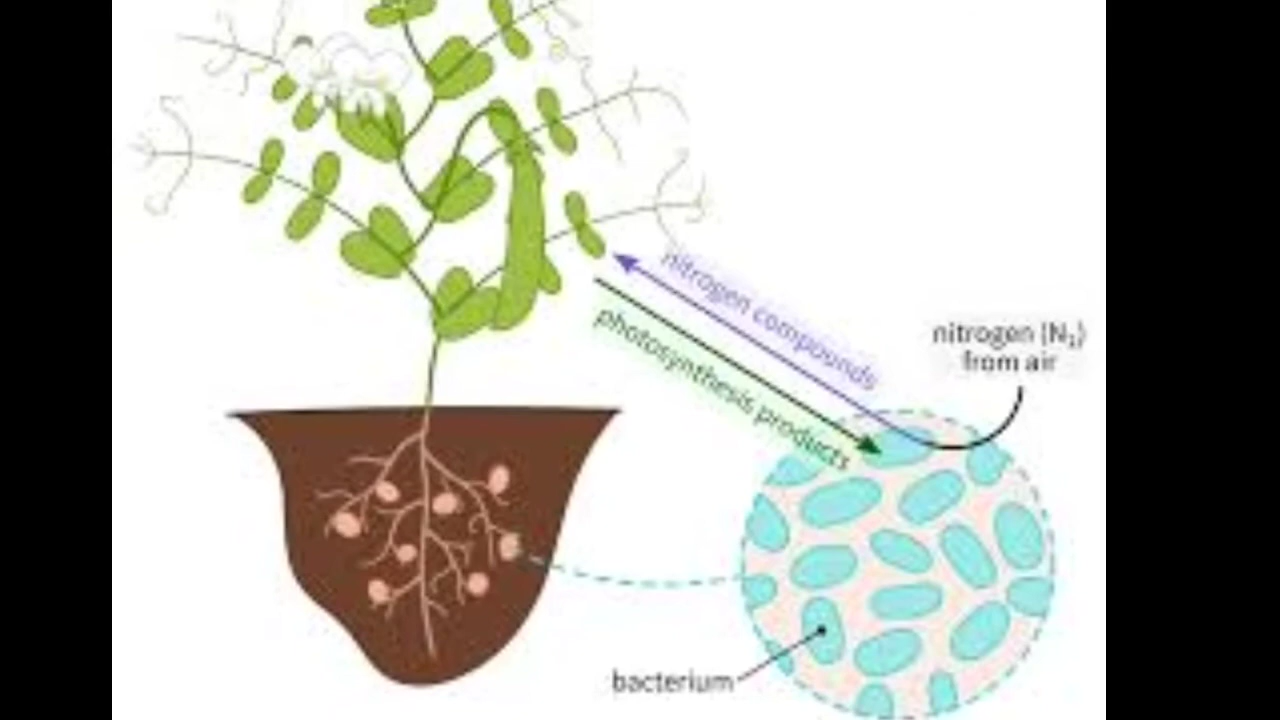 nitrogen compounds
photosynthesis products
nitrogen (N₂)
from air
bacterium